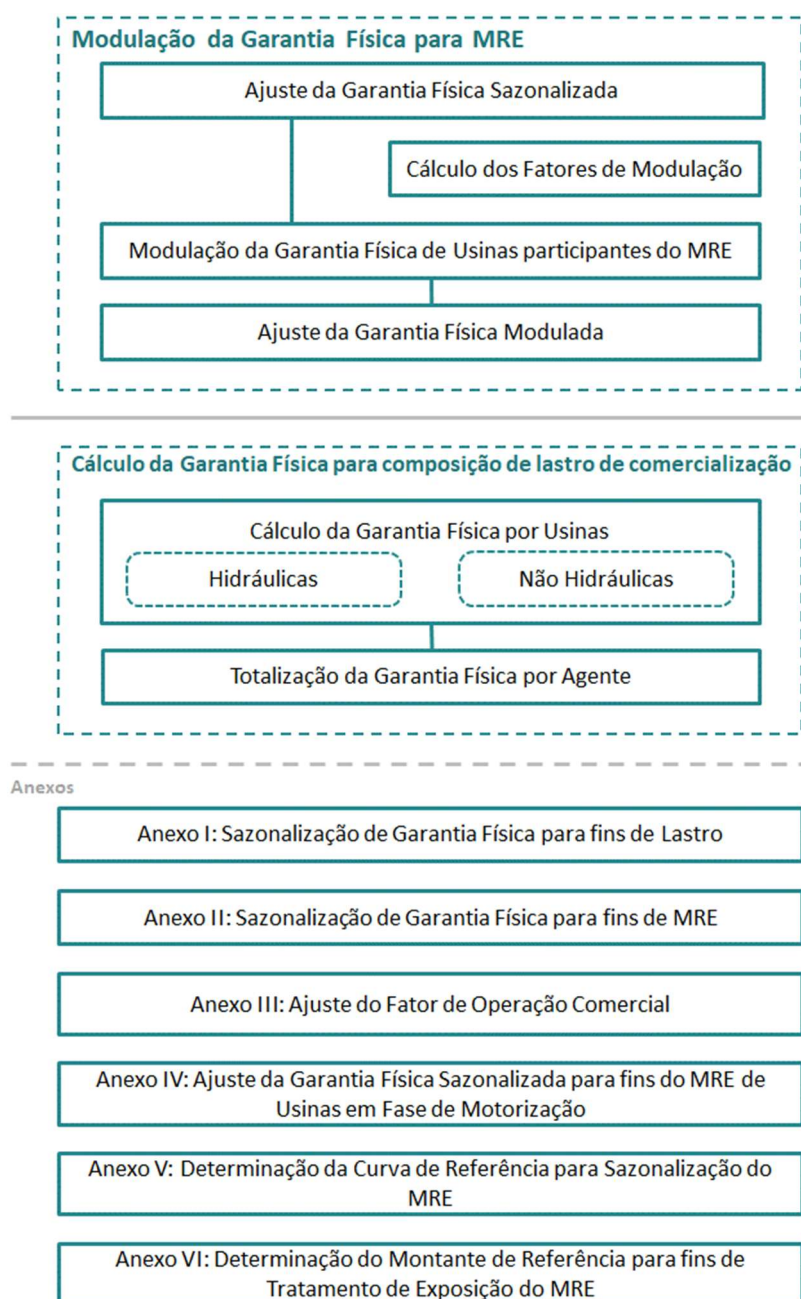 Modulação da Garantia Física para MRE
Ajuste da Garantia Física Sazonalizada
Cálculo dos Fatores de Modulação
Modulação da Garantia Física de Usinas participantes do MRE
Ajuste da Garantia Física Modulada
Cálculo da Garantia Física para composição de lastro de comercialização
Cálculo da Garantia Física por Usinas
Hidráulicas
Não Hidráulicas
Totalização da Garantia Física por Agente
Anexos
Anexo I: Sazonalização de Garantia Física para fins de Lastro
Anexo II: Sazonalização de Garantia Física para fins de MRE
Anexo III: Ajuste do Fator de Operação Comercial
Anexo IV: Ajuste da Garantia Física Sazonalizada para fins do MRE de
Usinas em Fase de Motorização
Anexo V: Determinação da Curva de Referência para Sazonalização do
MRE
Anexo VI: Determinação do Montante de Referência para fins de
Tratamento de Exposição do MRE